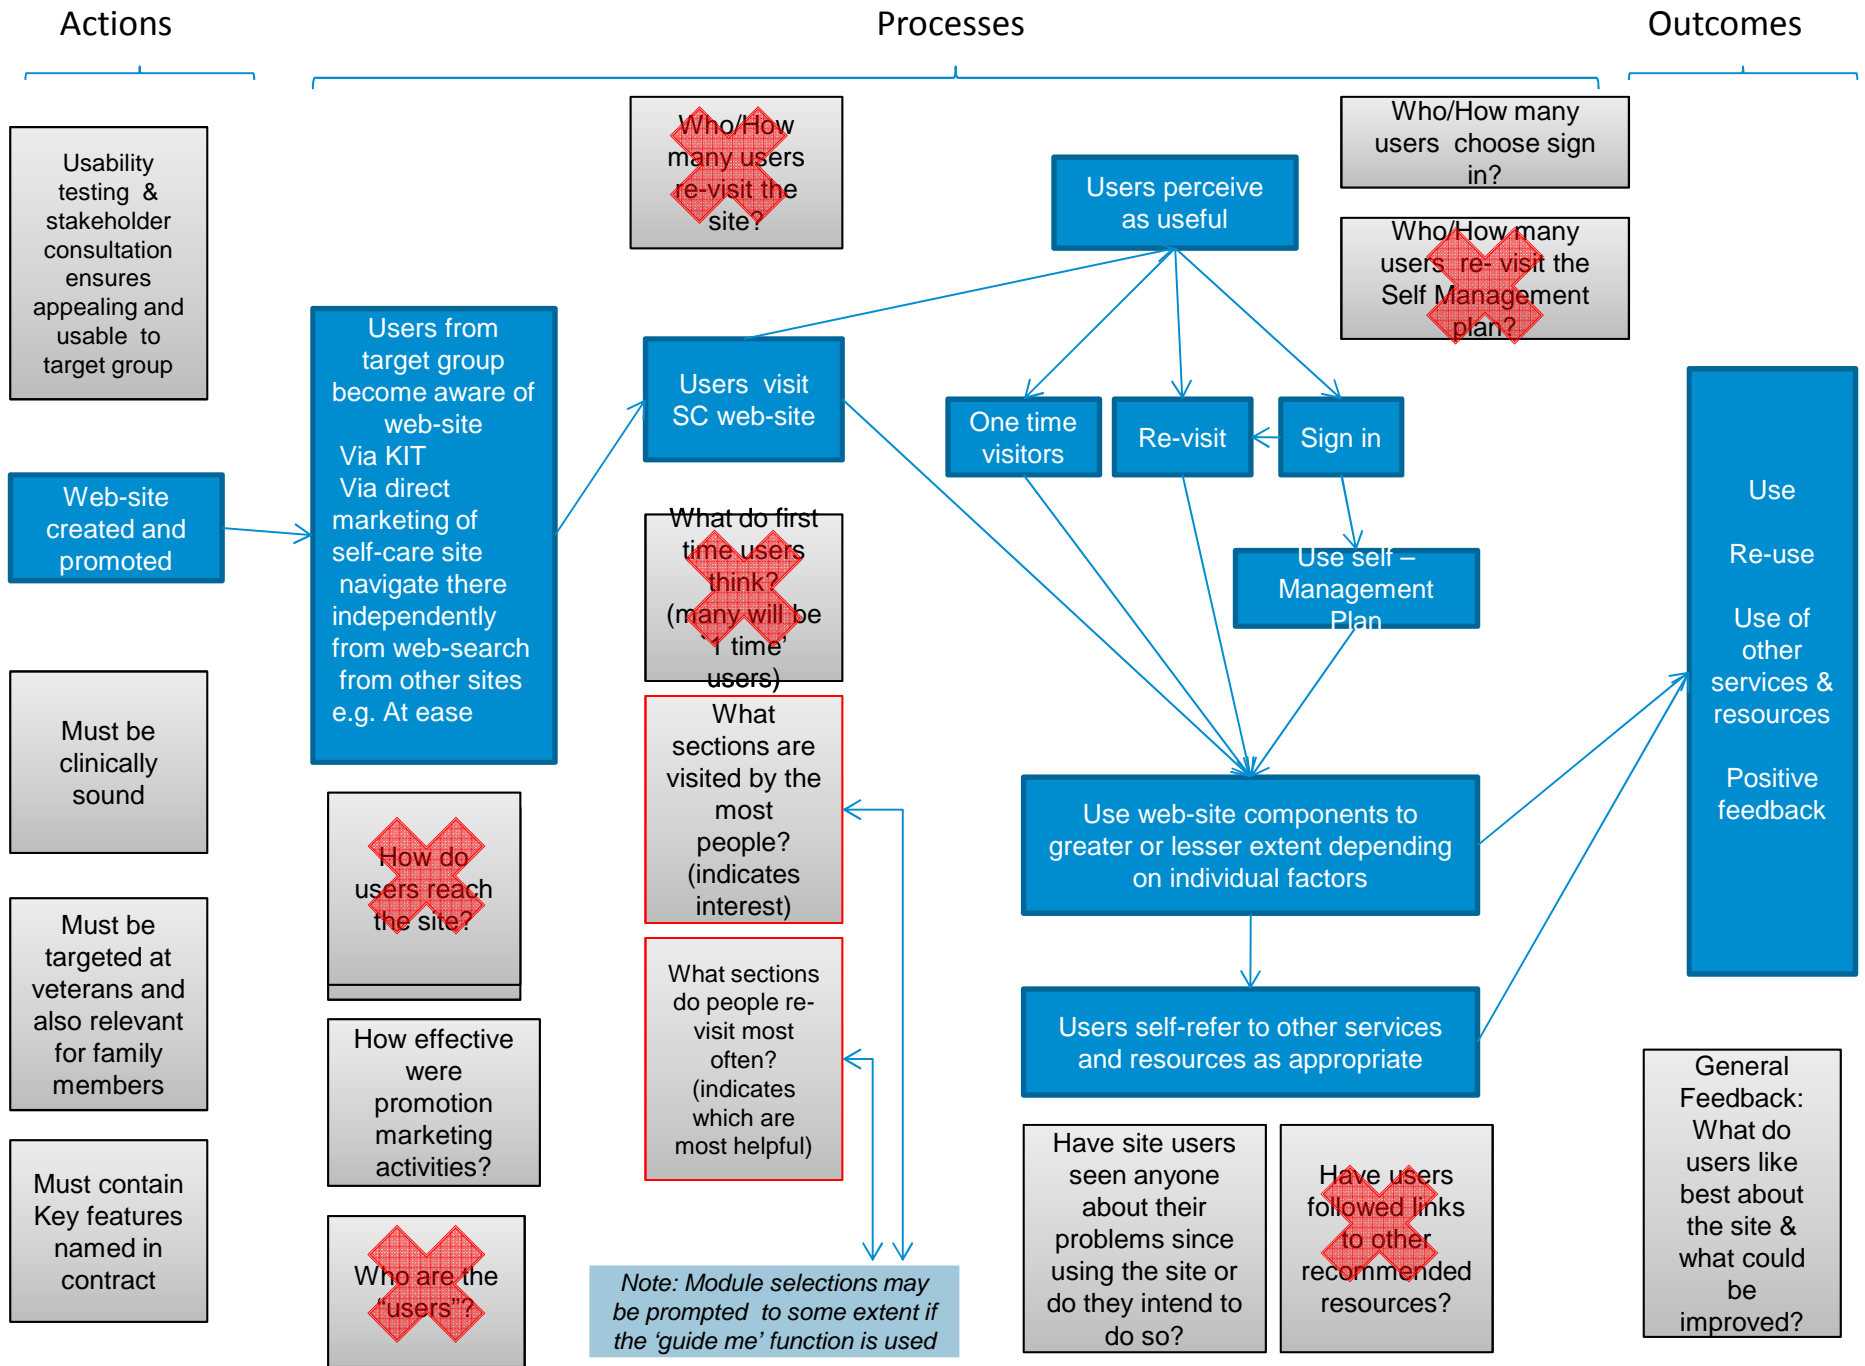 Actions
Processes
Outcomes
Usability
testing & 
stakeholder
consultation
ensures
appealing and
usable to
target group
Web-site
created and
promoted
Must be
clinically
sound
Must be
targeted at
veterans and
also relevant
for family
members
Must contain
Key features
named in
contract
Users from
target group
become aware of
web-site
Via KIT
Via direct
marketing of
self-care site
navigate there
independently
from web-search
from other sites
e.g. At ease
How do
users reach
the site?
How effective
were
promotion
marketing
activities?
Who are the
“users”?
Who/How
many users
re-visit the
site?
Users visit
SC web-site
What do first
time users
think?
(many will be
‘1 time’
users)
What
sections are
visited by the
most
people?
(indicates
interest)
What sections
do people re-
visit most
often?
(indicates
which are
most helpful)
Note: Module selections may
be prompted to some extent if
the ‘guide me’ function is used
Users perceive
as useful
Who/How many
users choose sign
in?
Who/How many
users re- visit the
Self Management
plan?
One time
visitors
Re-visit
Sign in
Use self –
Management
Plan
Use web-site components to
greater or lesser extent depending
on individual factors
Users self-refer to other services
and resources as appropriate
Have site users
seen anyone
about their
problems since
using the site or
do they intend to
do so?
Have users
followed links
to other
recommended
resources?
Use
Re-use
Use of
other
services &
resources
Positive
feedback
General
Feedback:
What do
users like
best about
the site &
what could
be
improved?